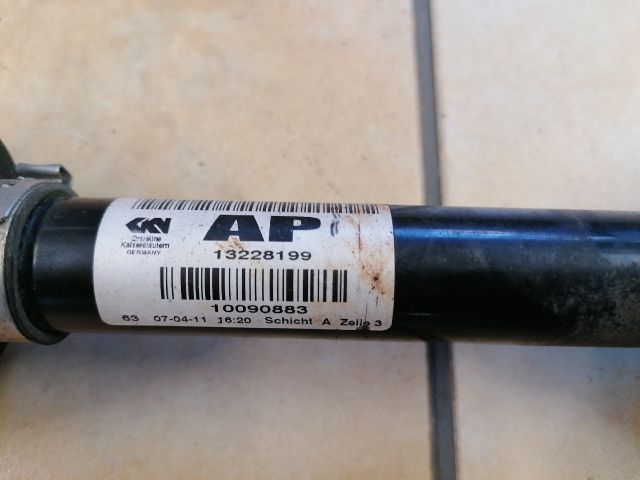 GKN
AP
Driveline
Kaiserslautern
GERMANY
13228199
10090883
63 07-04-11 16:20 Schicht A Zelle 3